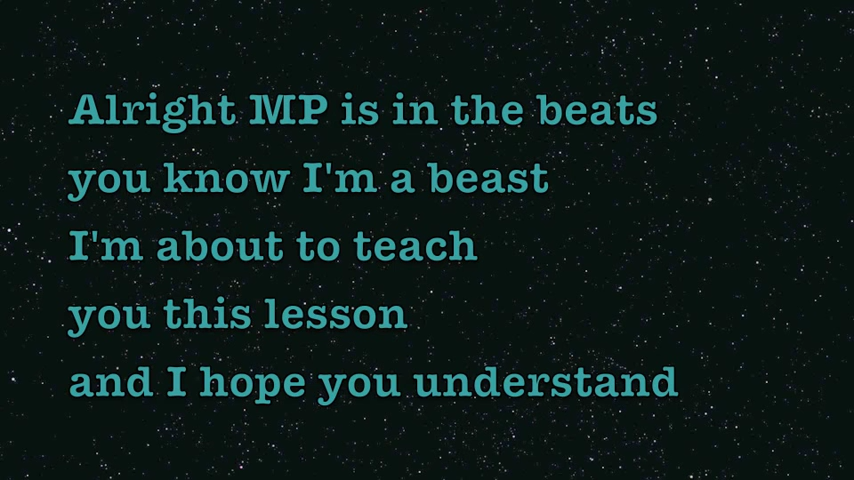 Alright MP is in the beats
you know I'm a beast
I'm about to teach
you this lesson
and I hope you understand